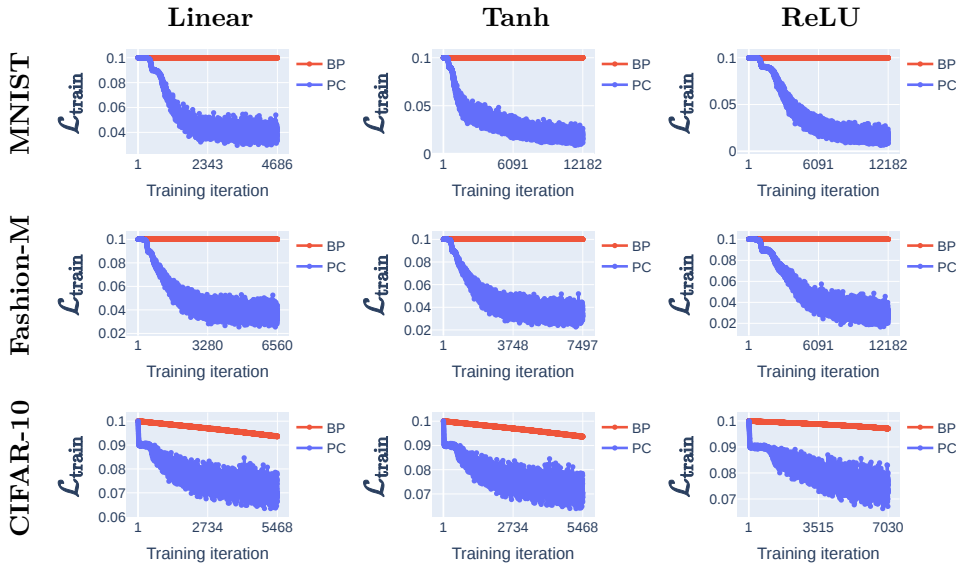 Linear Tanh ReLU
MNIST
ℒtrain
0.1
0.08
0.06
0.04
1 2343 4686
Training iteration
BP
PC
ℒtrain
0.1
0.05
0
1 6091 12182
Training iteration
BP
PC
ℒtrain
0.1
0.05
0
1 6091 12182
Training iteration
BP
PC
Fashion-M
ℒtrain
0.1
0.08
0.06
0.04
0.02
1 3280 6560
Training iteration
BP
PC
ℒtrain
0.1
0.08
0.06
0.04
0.02
1 3748 7497
Training iteration
BP
PC
ℒtrain
0.1
0.08
0.06
0.04
0.02
1 6091 12182
Training iteration
BP
PC
CIFAR-10
ℒtrain
0.1
0.09
0.08
0.07
0.06
1 2734 5468
Training iteration
BP
PC
ℒtrain
0.1
0.09
0.08
0.07
1 2734 5468
Training iteration
BP
PC
ℒtrain
0.1
0.09
0.08
0.07
1 3515 7030
Training iteration
BP
PC